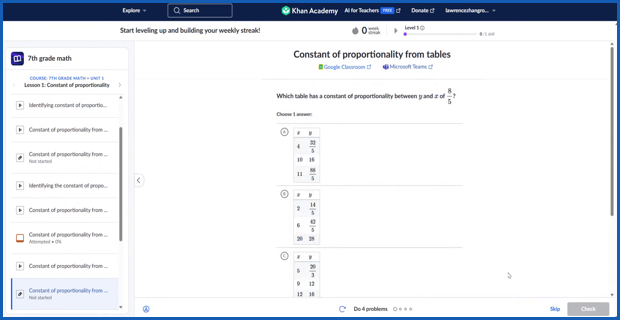 Explore
Search
Khan Academy
AI for Teachers FREE
Donate
lawrencezhangro...
Start leveling up and building your weekly streak!
0 week streak
Level 1
0 /1 skill
7th grade math
COURSE: 7TH GRADE MATH > UNIT 1
Lesson 1: Constant of proportionality
Identifying constant of proportio...
Constant of proportionality from ...
Constant of proportionality from ...
Not started
Identifying the constant of propo...
Constant of proportionality from ...
Constant of proportionality from ...
Attempted • 0%
Constant of proportionality from ...
Constant of proportionality from ...
Not started
Constant of proportionality from tables
Google Classroom
Microsoft Teams
Which table has a constant of proportionality between y and x of 8/5?
Choose 1 answer:
A
x y
4 32/5
10 16
11 88/5
B
x y
2 14/5
6 42/5
20 28
C
x y
5 20/3
9 12
12 16
Do 4 problems
Skip
Check